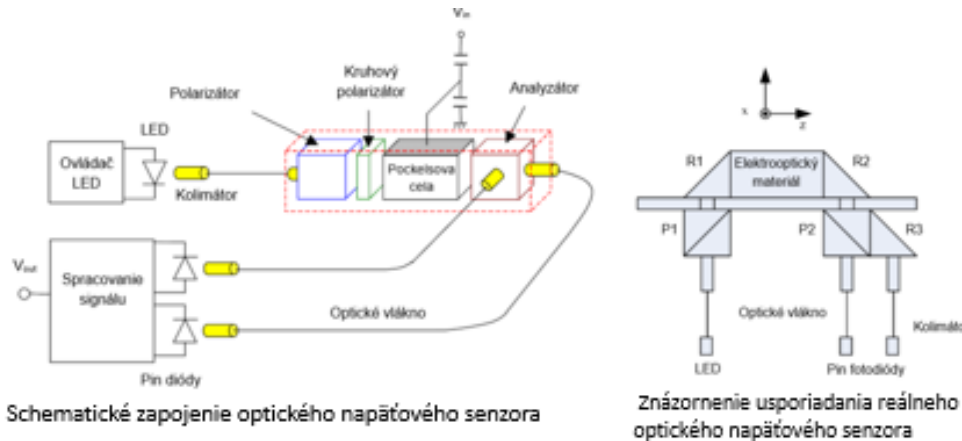 Vin
Kruhový
polarizátor
Polarizátor
Analyzátor
LED
Ovládač
LED
Kolimátor
Pockelsova
cela
Vout
Spracovanie
signálu
Optické vlákno
Pin diódy
Schematické zapojenie optického napäťového senzora
x
z
R1
Elektrooptický
materiál
R2
P1
P2
R3
Optické vlákno
Kolimáto
LED
Pin fotodiódy
Znázornenie usporiadania reálneho
optického napäťového senzora